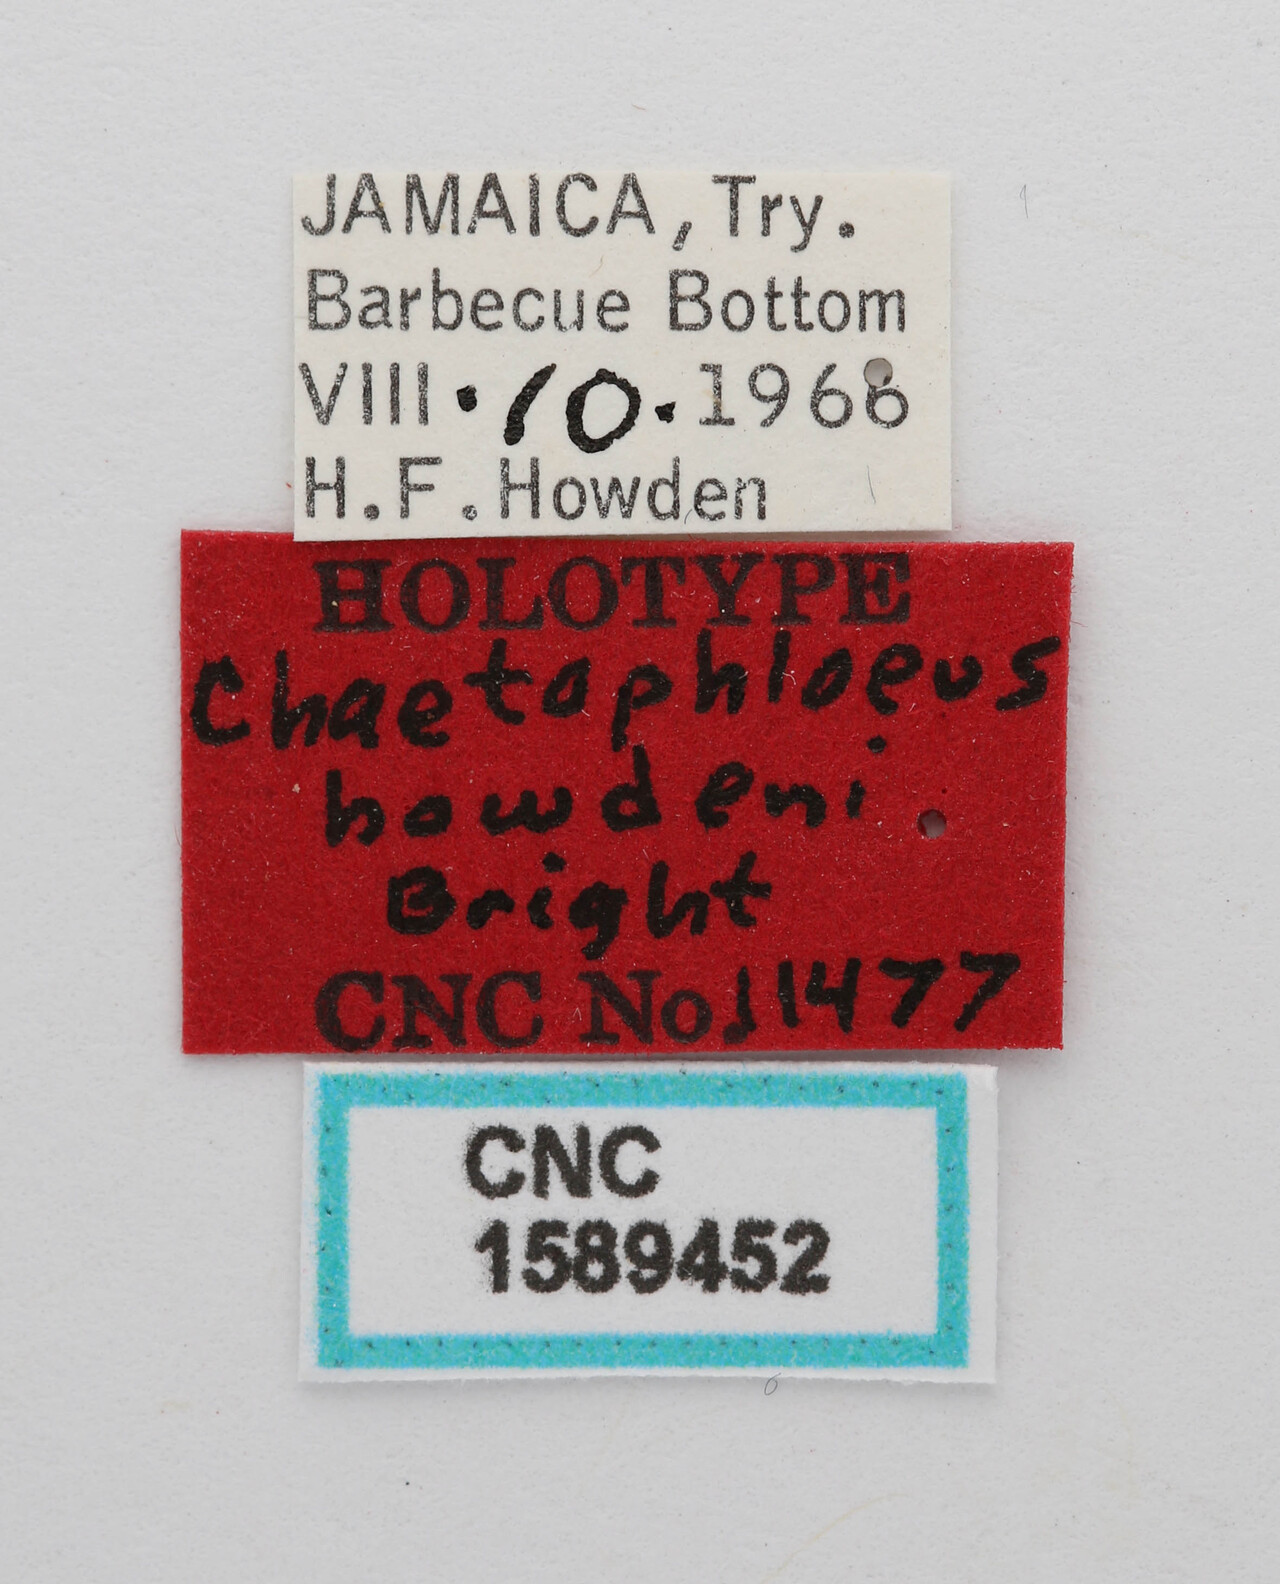 JAMAICA, Try.
Barbecue Bottom
VIII.10.1966
H.F. Howden
HOLOTYPE
Chaetophloeus
howdeni
Bright
CNC No. 11477
CNC
1589452